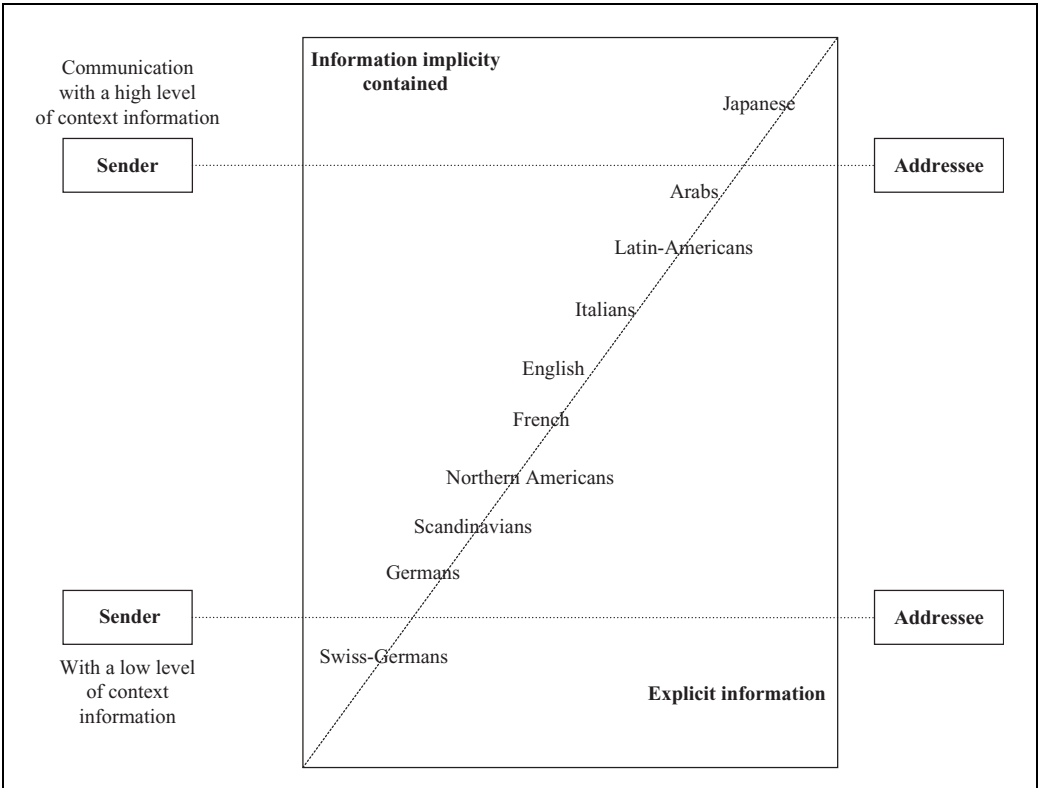 Information implicity
contained
Communication
with a high level
of context information
Japanese
Sender
Addressee
Arabs
Latin-Americans
Italians
English
French
Northern Americans
Scandinavians
Germans
Sender
Addressee
Swiss-Germans
With a low level
of context
information
Explicit information